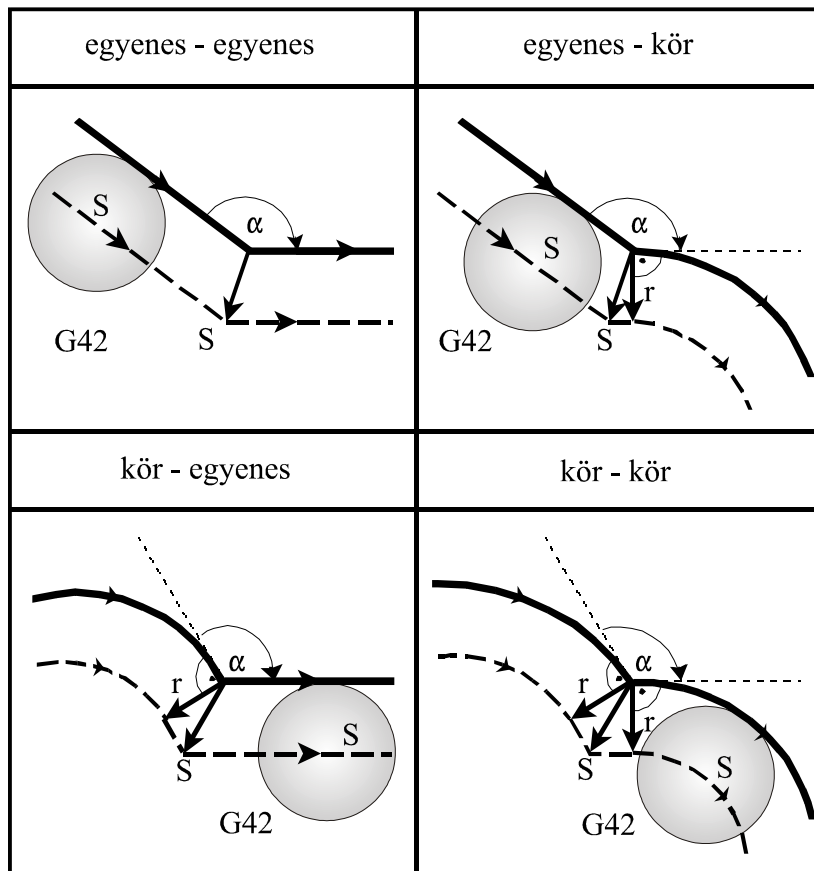 egyenes - egyenes
egyenes - kör
S
α
S
G42
S
α
r
S
G42
kör - egyenes
kör - kör
α
r
S
S
G42
α
r
r
S
S
G42